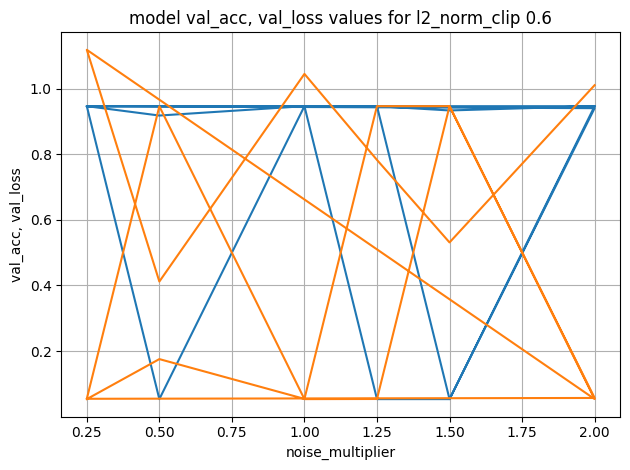 model val_acc, val_loss values for l2_norm_clip 0.6
val_acc, val_loss
1.0
0.8
0.6
0.4
0.2
0.25 0.50 0.75 1.00 1.25 1.50 1.75 2.00
noise_multiplier